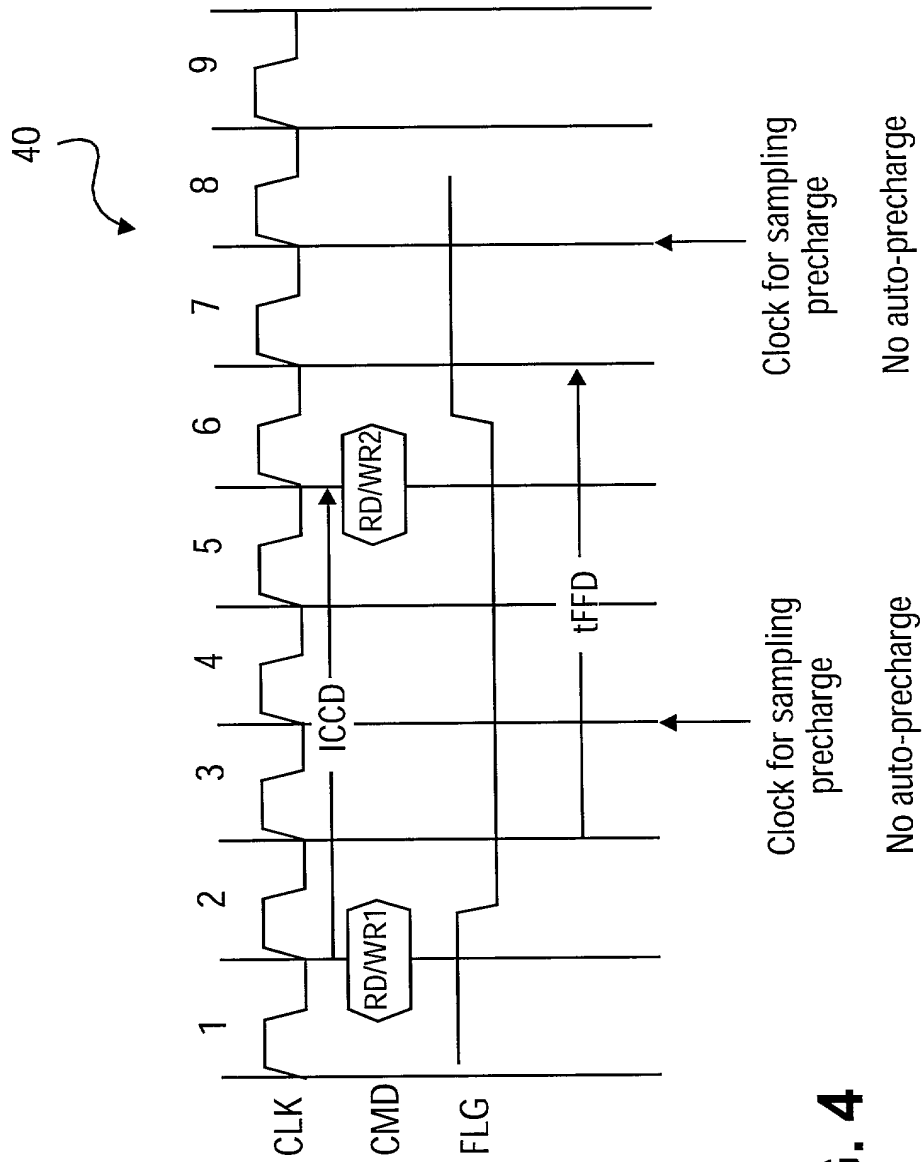 40
1 2 3 4 5 6 7 8 9
CLK
ICCD
CMD RD/WR1 RD/WR2
FLG
tFFD
Clock for sampling
precharge
No auto-precharge
Clock for sampling
precharge
No auto-precharge
. 4